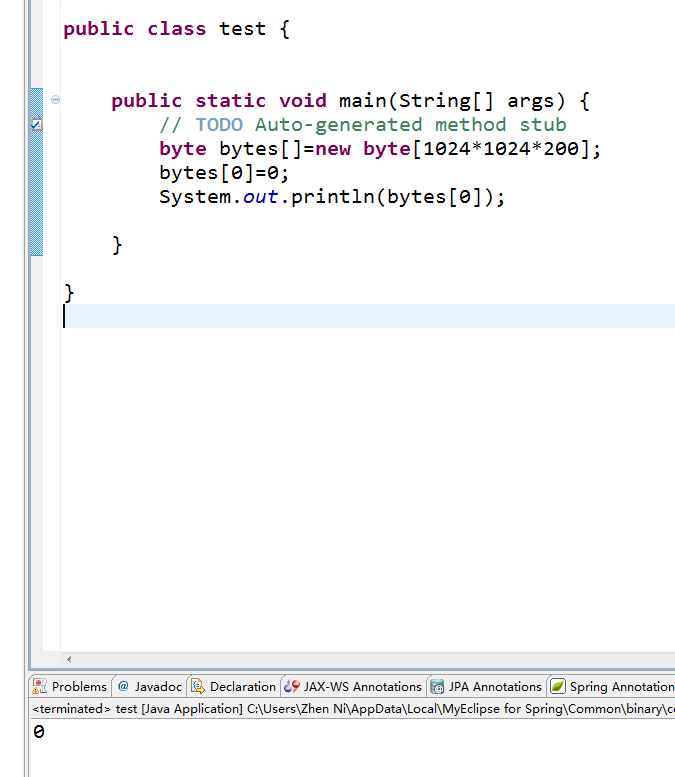 public class test {
public static void main(String[] args) {
// TODO Auto-generated method stub
byte bytes[]=new byte[1024*1024*200];
bytes[0]=0;
System.out.println(bytes[0]);
}
}
Problems @ Javadoc Declaration JAX-WS Annotations JPA Annotations Spring Annotation
<terminated> test [Java Application] C:\Users\Zhen Ni\AppData\Local\MyEclipse for Spring\Common\binary\c
0